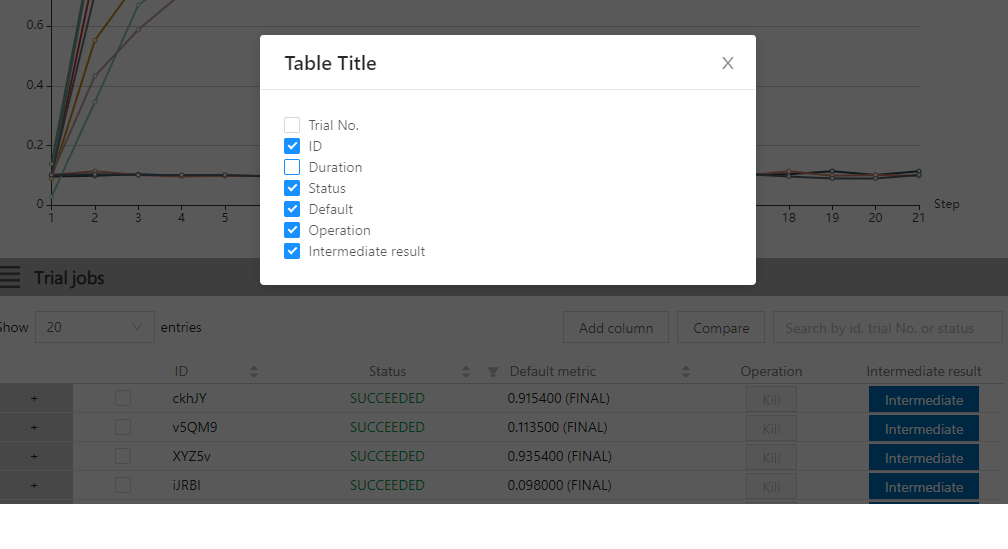 0.6
0.4
0.2
0
1 2 3 4 5 18 19 20 21
Step
Table Title
X
Trial No.
ID
Duration
Status
Default
Operation
Intermediate result
Trial jobs
Show 20 entries
Add column Compare Search by id, trial No. or status
ID Status Default metric Operation Intermediate result
+ ckhJY SUCCEEDED 0.915400 (FINAL) Kill Intermediate
+ v5QM9 SUCCEEDED 0.113500 (FINAL) Kill Intermediate
+ XYZ5v SUCCEEDED 0.935400 (FINAL) Kill Intermediate
+ iJRBI SUCCEEDED 0.098000 (FINAL) Kill Intermediate